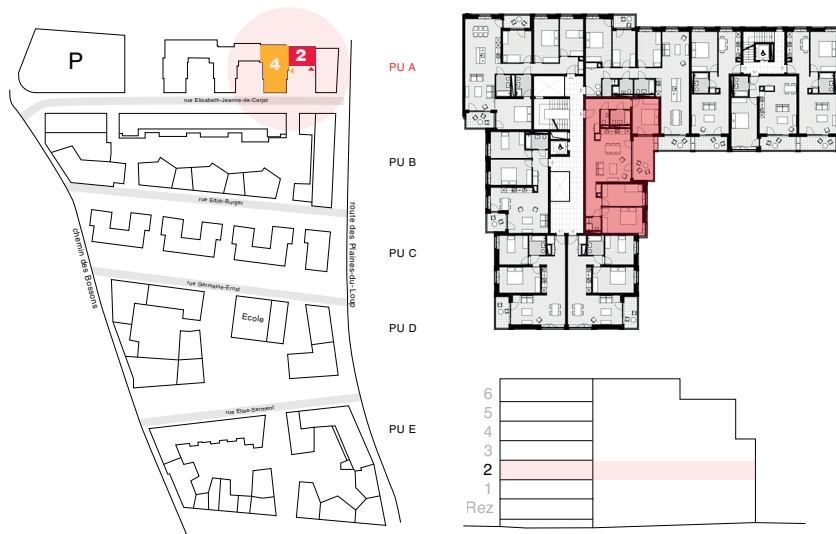 P
4
2
PU A
rue Elisabeth-Jeanne-de-Cerjat
PU B
rue Edith-Burger
chemin des Bossons
route des Plaines-du-Loup
PU C
rue Germaine-Ernst
Ecole
PU D
rue Elisa-Serment
PU E
6
5
4
3
2
1
Rez